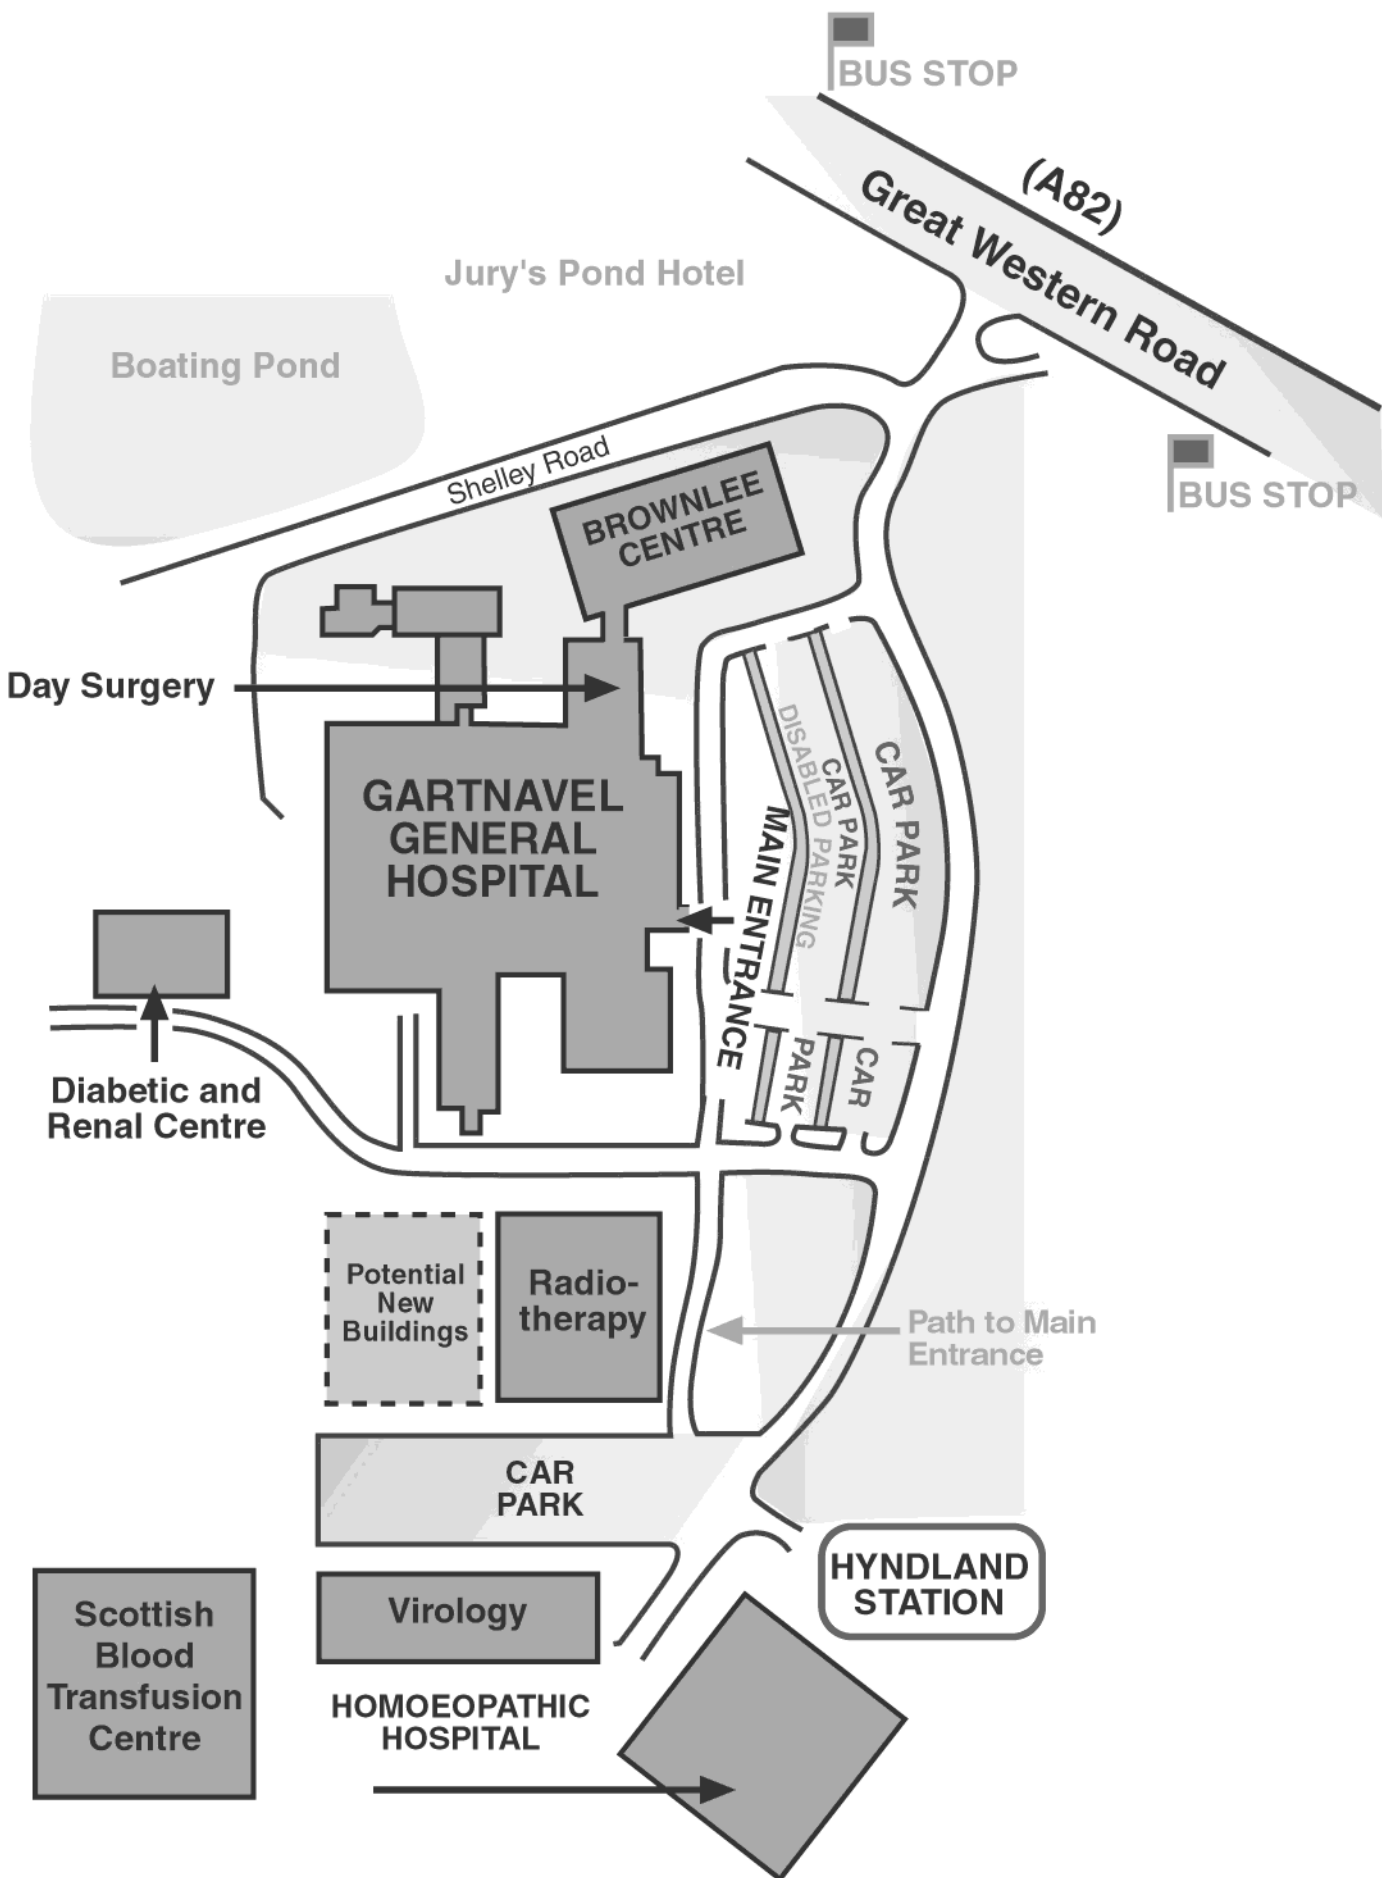 BUS STOP
(A82)
Great Western Road
Jury's Pond Hotel
Boating Pond
Shelley Road
BUS STOP
BROWNLEE
CENTRE
Day Surgery
GARTNAVEL
GENERAL
HOSPITAL
MAIN ENTRANCE
DISABLED PARKING
CAR PARK
CAR PARK
Diabetic and
Renal Centre
PARK
CAR
Potential
New
Buildings
Radio-
therapy
Path to Main
Entrance
CAR
PARK
HYNDLAND
STATION
Scottish
Blood
Transfusion
Centre
Virology
HOMOEOPATHIC
HOSPITAL